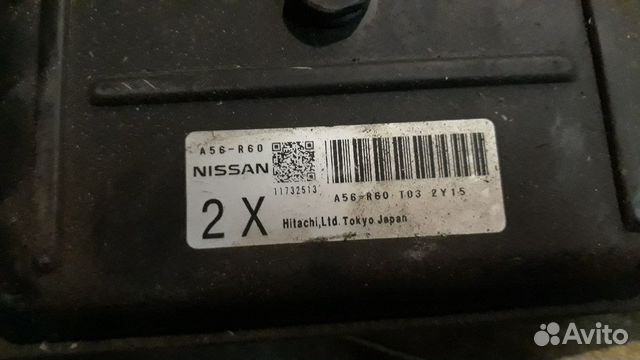 A56-R60
NISSAN
11732513
A56-R60 T03 2Y15
2X
Hitachi,Ltd. Tokyo Japan
Avito